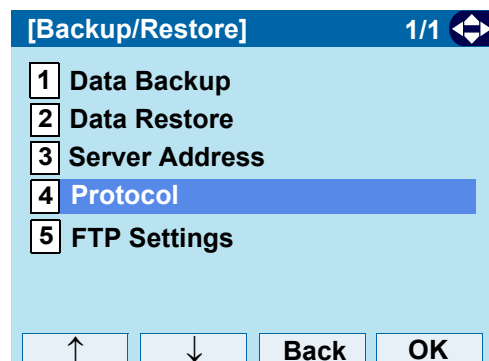 [Backup/Restore] 1/1
1 Data Backup
2 Data Restore
3 Server Address
4 Protocol
5 FTP Settings
↑ ↓ Back OK